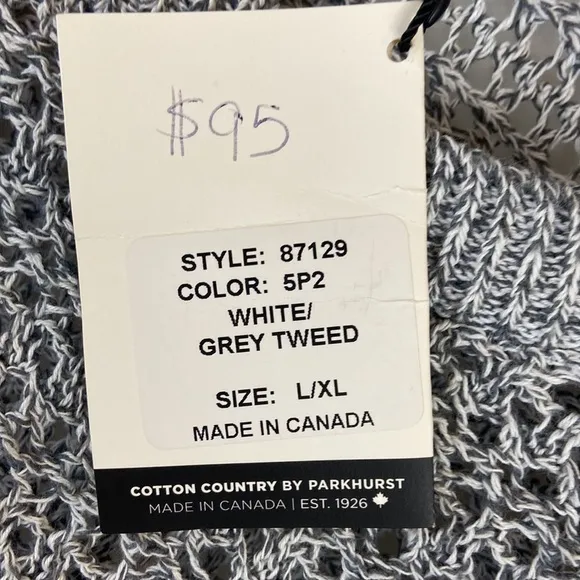 $95
STYLE: 87129
COLOR: 5P2
WHITE/
GREY TWEED
SIZE: L/XL
MADE IN CANADA
COTTON COUNTRY BY PARKHURST
MADE IN CANADA | EST. 1926